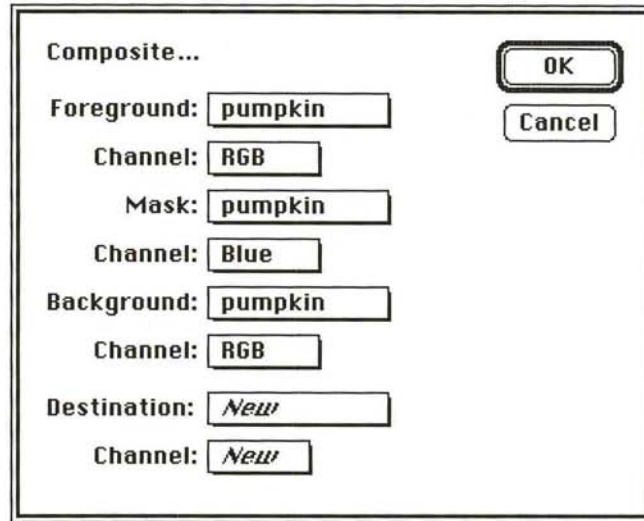 Composite...
OK
Cancel
Foreground: pumpkin
Channel: RGB
Mask: pumpkin
Channel: Blue
Background: pumpkin
Channel: RGB
Destination: New
Channel: New